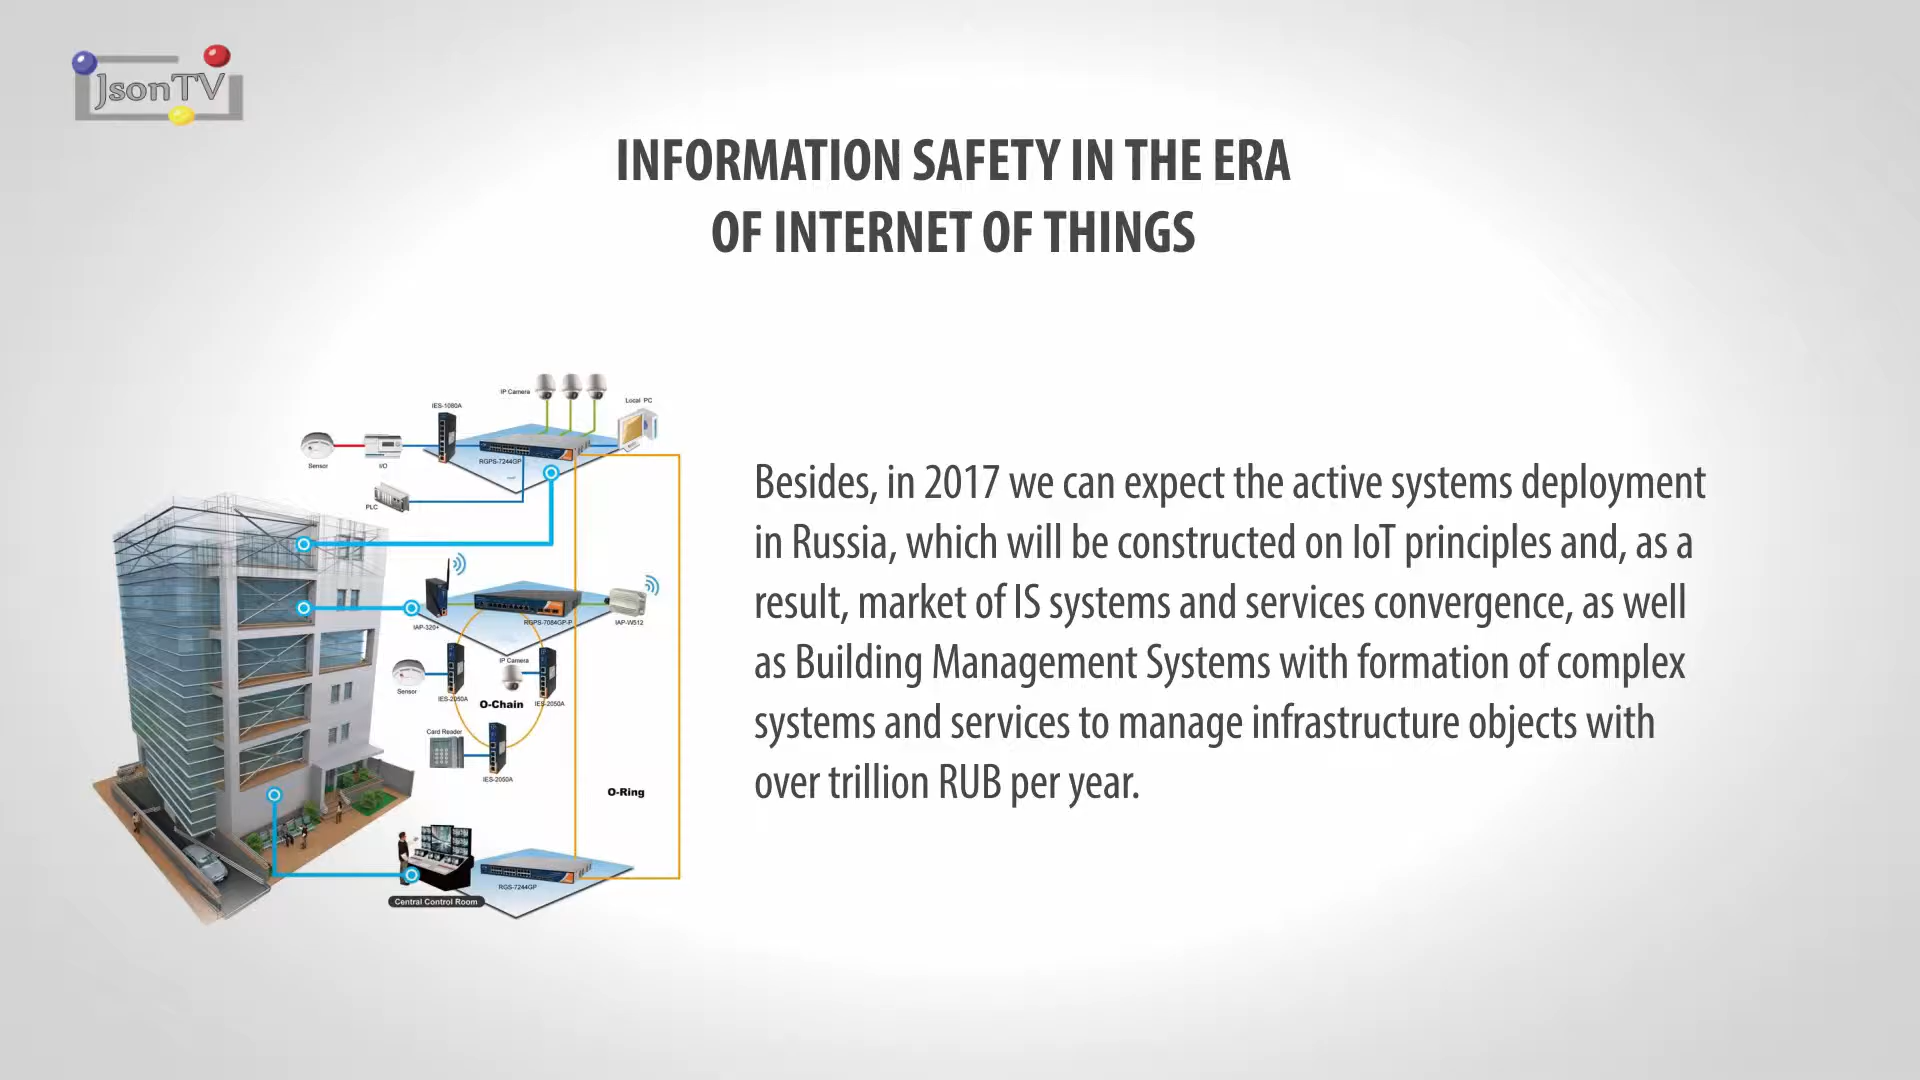 JsonTV
INFORMATION SAFETY IN THE ERA
OF INTERNET OF THINGS
IP Camera
Local PC
IES-1080A
Sensor
I/O
RGPS-7244GP
PLC
IAP-320+
RGPS-7084GP-P
IAP-W512
Sensor
IES-2050A
IP Camera
O-Chain
IES-2050A
Card Reader
IES-2050A
O-Ring
Central Control Room
RGS-7244GP
Besides, in 2017 we can expect the active systems deployment
in Russia, which will be constructed on IoT principles and, as a
result, market of IS systems and services convergence, as well
as Building Management Systems with formation of complex
systems and services to manage infrastructure objects with
over trillion RUB per year.